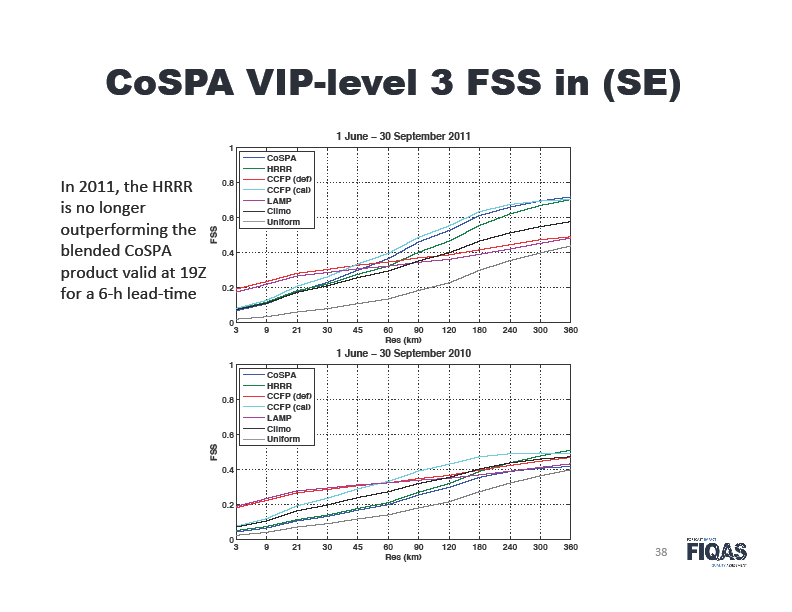 CoSPA VIP-level 3 FSS in (SE)
In 2011, the HRRR
is no longer
outperforming the
blended CoSPA
product valid at 19Z
for a 6-h lead-time
1 June – 30 September 2011
1
0.8
0.6
0.4
0.2
0
FSS
CoSPA
HRRR
CCFP (def)
CCFP (cal)
LAMP
Climo
Uniform
3 9 21 30 45 60 90 120 180 240 300 360
Res (km)
1 June – 30 September 2010
1
0.8
0.6
0.4
0.2
0
FSS
CoSPA
HRRR
CCFP (def)
CCFP (cal)
LAMP
Climo
Uniform
3 9 21 30 45 60 90 120 180 240 300 360
Res (km)
38
FIQAS